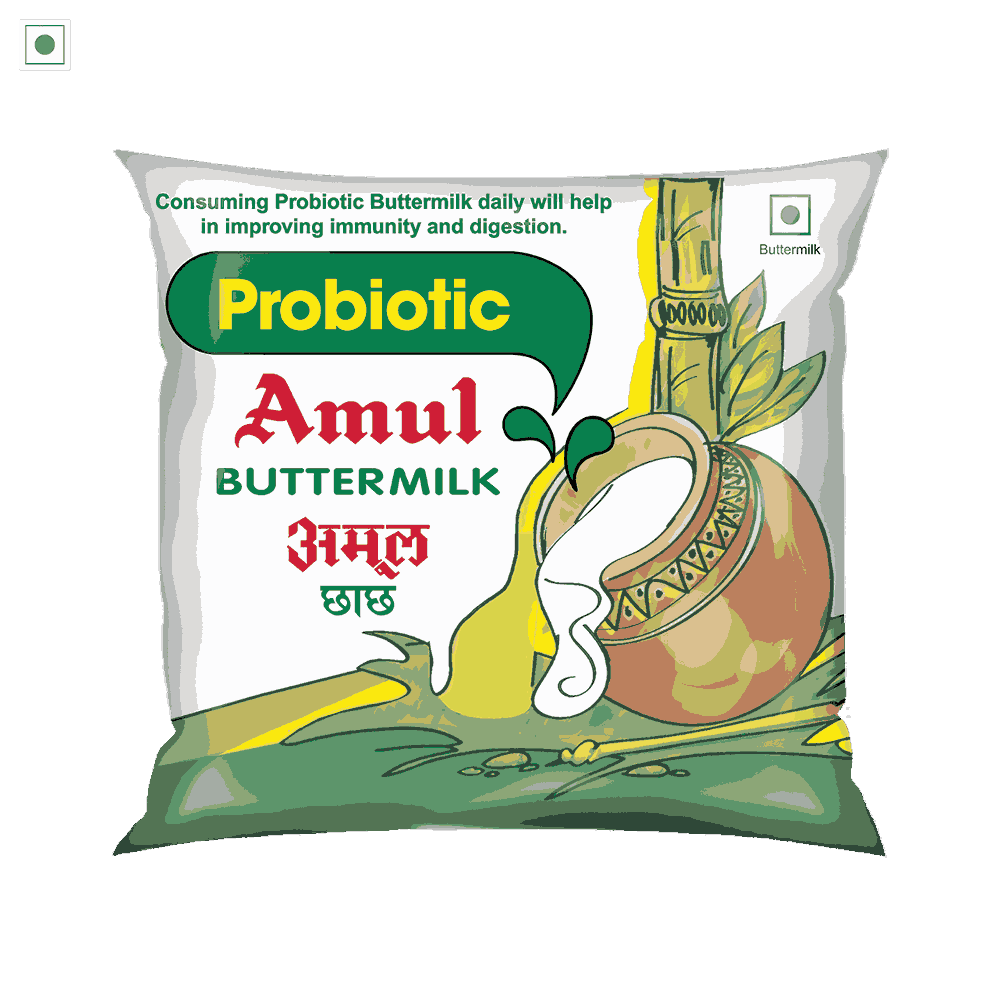 Consuming Probiotic Buttermilk daily will help
in improving immunity and digestion.
Buttermilk
Probiotic
Amul
BUTTERMILK
अमूल
छाछ